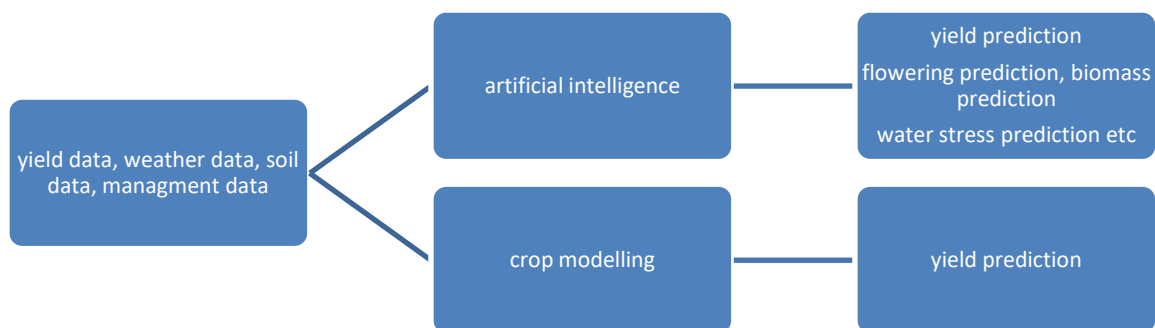 yield data, weather data, soil
data, managment data
artificial intelligence
yield prediction
flowering prediction, biomass
prediction
water stress prediction etc
crop modelling
yield prediction